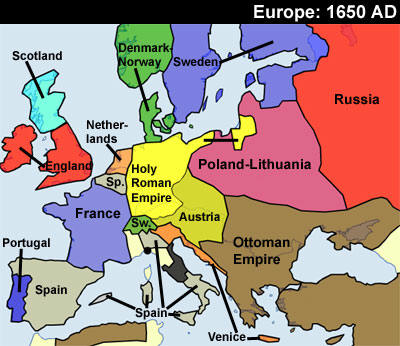 Europe: 1650 AD
Scotland
Denmark-
Norway
Sweden
Russia
Nether-
lands
England
Poland-Lithuania
Holy
Roman
Empire
Sp.
Austria
France
Sw.
Portugal
Ottoman
Empire
Spain
Spain
Venice